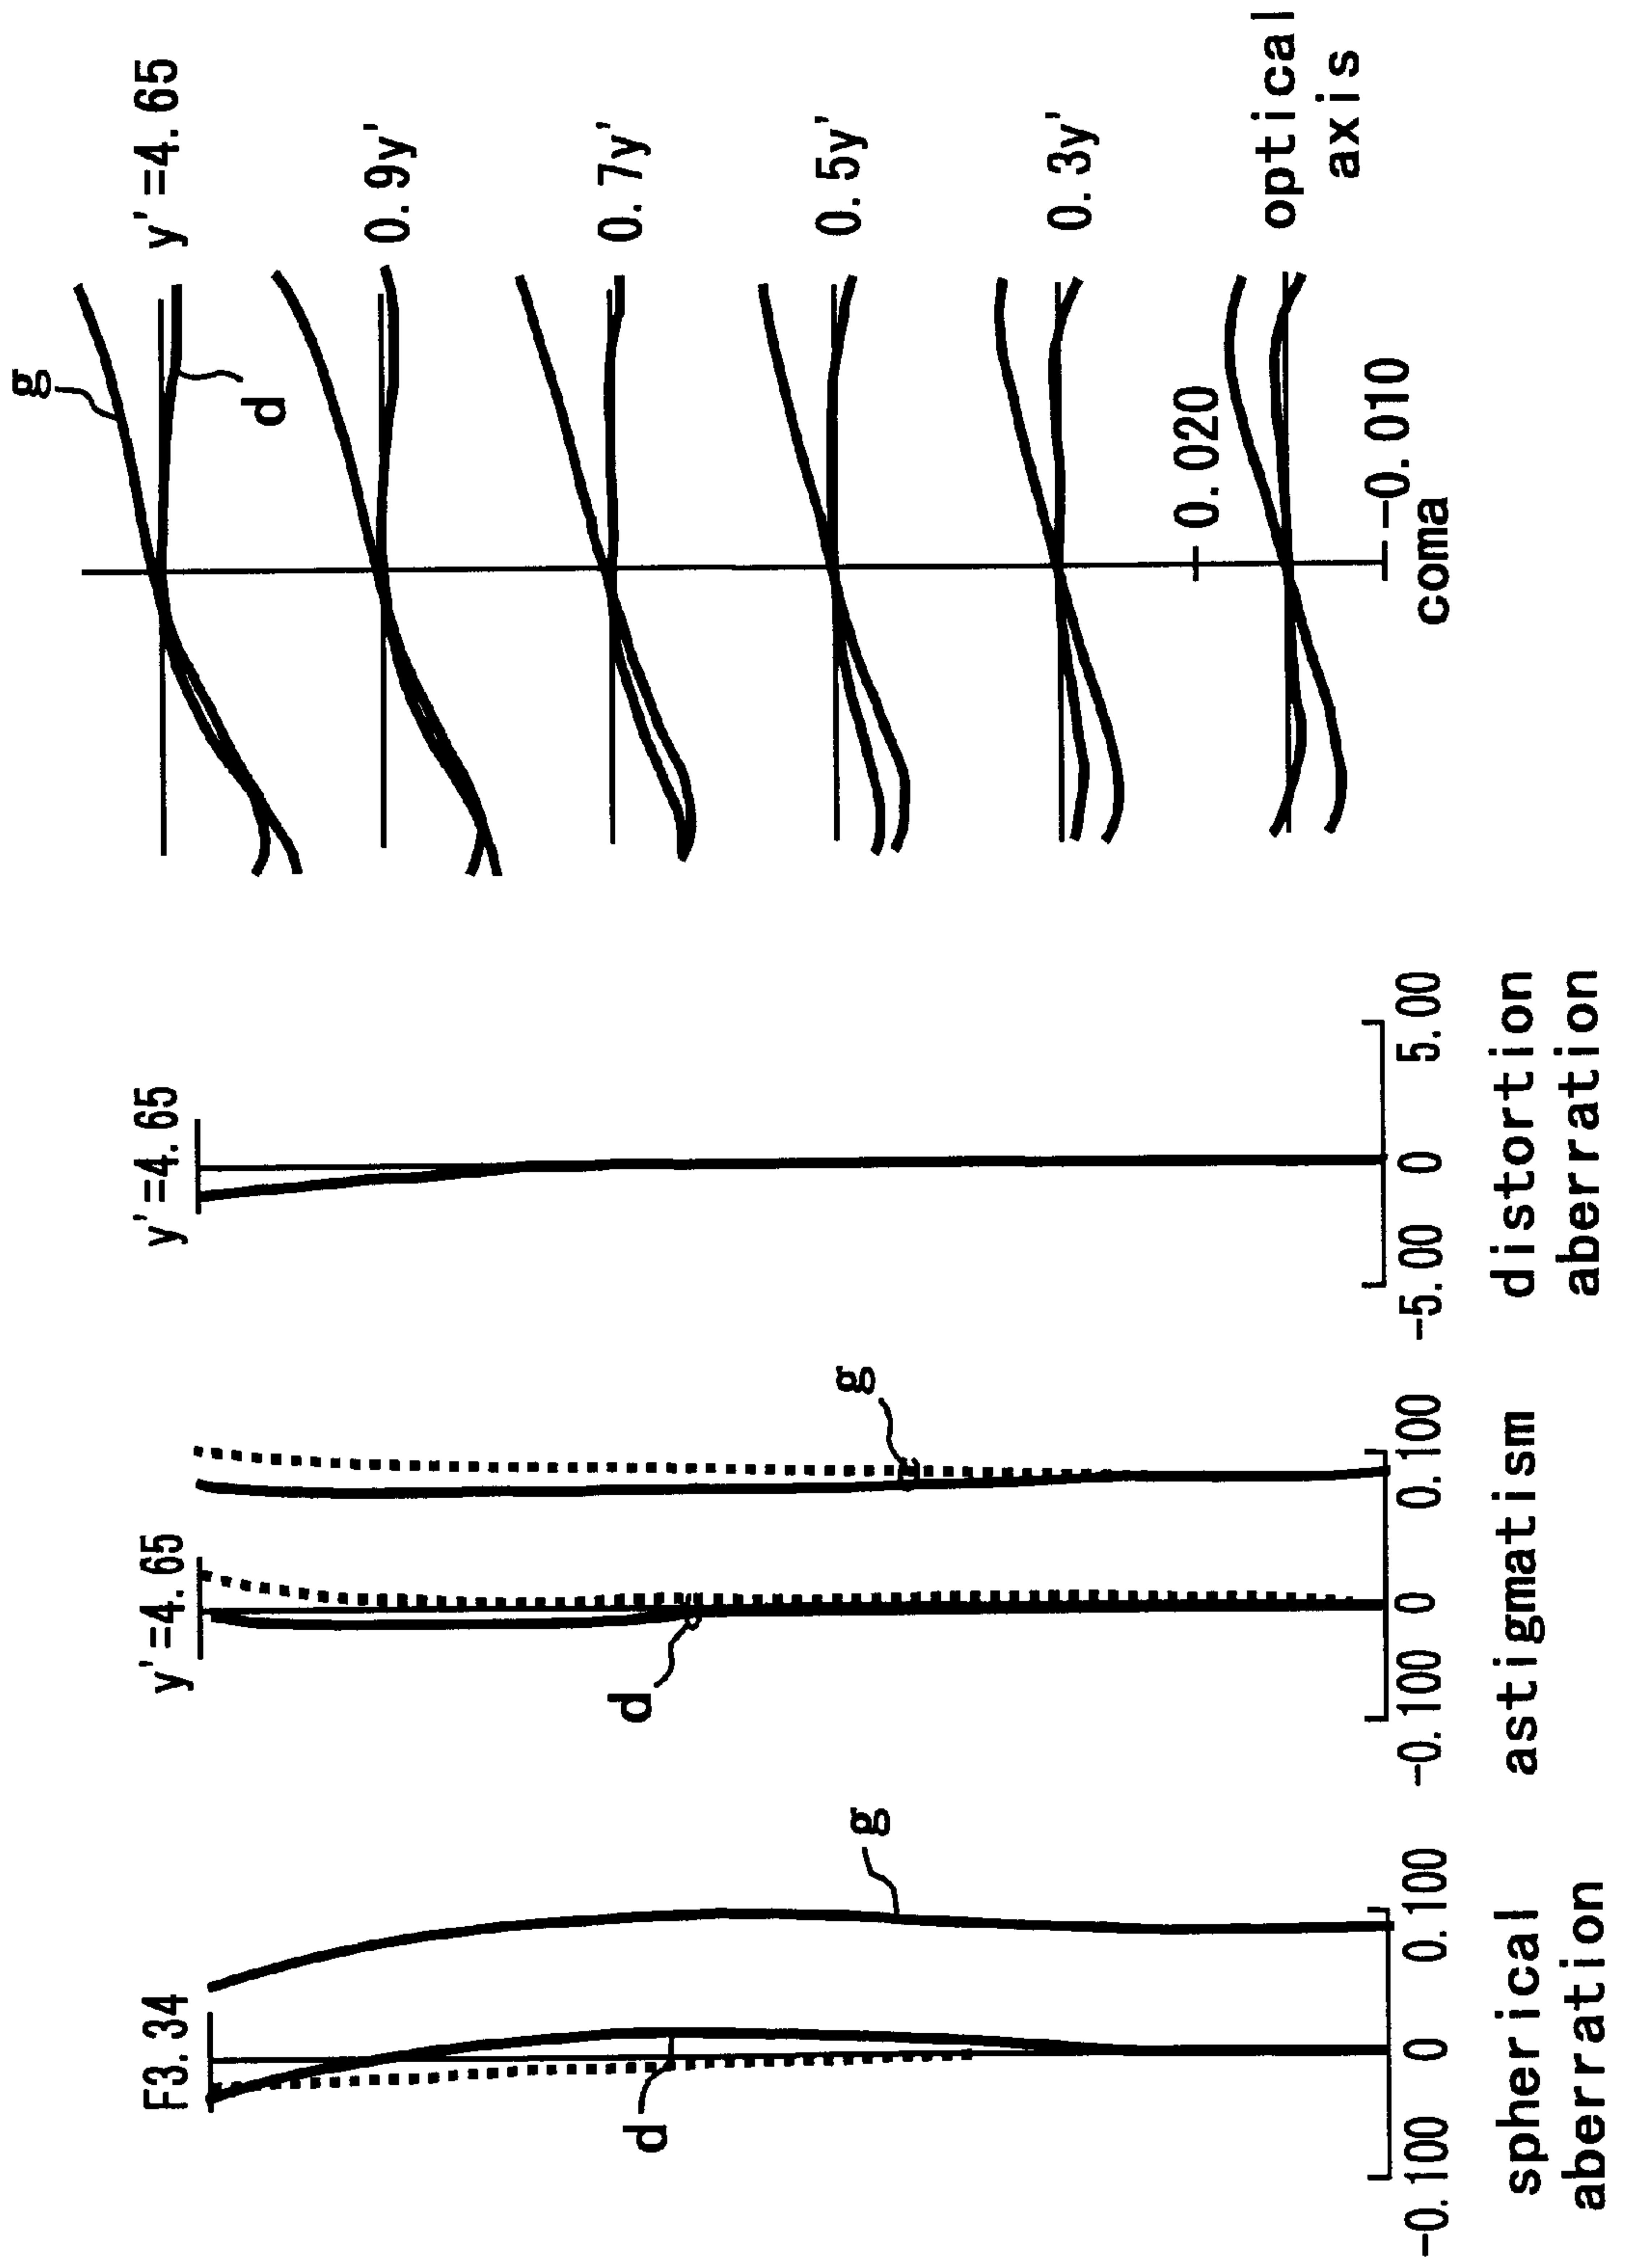 F3.34
g
d
-0.100
0
0.100
spherical
aberration
y'=4.65
g
d
-0.100
0
0.100
astigmatism
y'=4.65
-5.00
0
5.00
distortion
aberration
g
d
y'=4.65
0.9y'
0.7y'
0.5y'
0.3y'
0.020
optical
axis
-0.010
coma